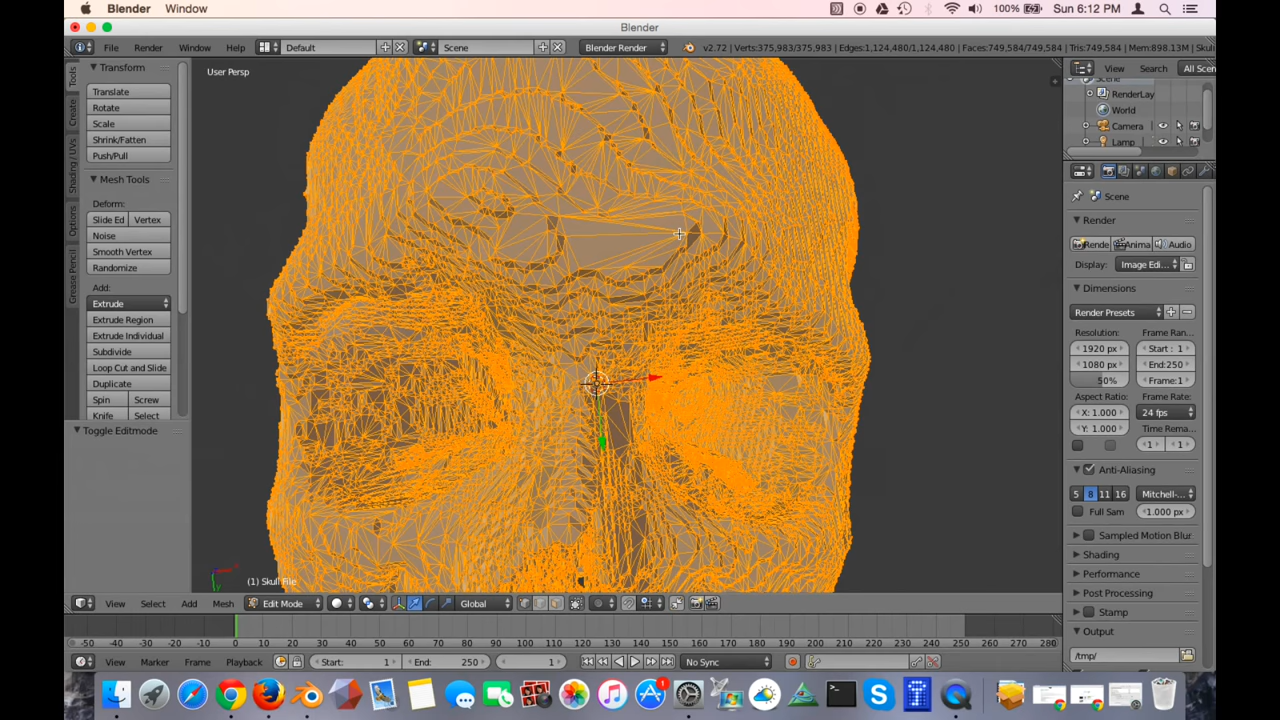 Blender Window 100% Sun 6:12 PM
Blender
File Render Window Help Default Scene Blender Render v2.72 | Verts:375,983/375,983 | Edges:1,124,480/1,124,480 | Faces:749,584/749,584 | Tris:749,584 | Mem:898.13M | Skul
Tools
Create
Shading / UVs
Options
Grease Pencil
Transform
Translate
Rotate
Scale
Shrink/Fatten
Push/Pull
Mesh Tools
Deform:
Slide Ed Vertex
Noise
Smooth Vertex
Randomize
Add:
Extrude
Extrude Region
Extrude Individual
Subdivide
Loop Cut and Slide
Duplicate
Spin Screw
Knife Select
Toggle Editmode
User Persp
(1) Skull File
View Search All Scen
Scene
RenderLay
World
Camera
Lamp
Scene
Render
Rende Anima Audio
Display: Image Edi...
Dimensions
Render Presets
Resolution: Frame Ran...
1920 px Start : 1
1080 px End:250
50% Frame:1
Aspect Ratio: Frame Rate:
X: 1.000 24 fps
Y: 1.000 Time Rema...
1 1
Anti-Aliasing
5 8 11 16 Mitchell-...
Full Sam 1.000 px
Sampled Motion Blur
Shading
Performance
Post Processing
Stamp
Output
/tmp/
View Select Add Mesh Edit Mode Global
-50 -40 -30 -20 -10 0 10 20 30 40 50 60 70 80 90 100 110 120 130 140 150 160 170 180 190 200 210 220 230 240 250 260 270 280
View Marker Frame Playback Start: 1 End: 250 1 No Sync
1